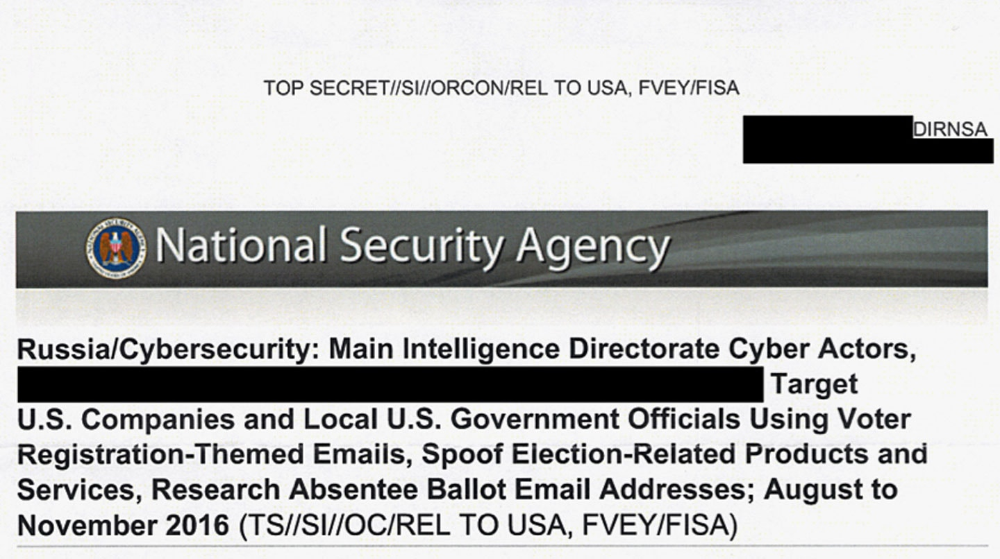 TOP SECRET//SI//ORCON/REL TO USA, FVEY/FISA
DIRNSA
National Security Agency
Russia/Cybersecurity: Main Intelligence Directorate Cyber Actors,
Target
U.S. Companies and Local U.S. Government Officials Using Voter
Registration-Themed Emails, Spoof Election-Related Products and
Services, Research Absentee Ballot Email Addresses; August to
November 2016 (TS//SI//OC/REL TO USA, FVEY/FISA)